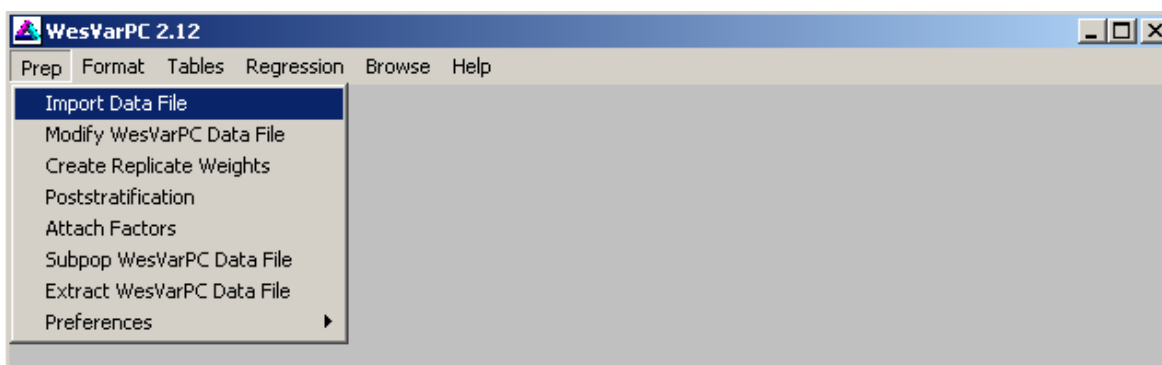 WesVarPC 2.12
Prep Format Tables Regression Browse Help
Import Data File
Modify WesVarPC Data File
Create Replicate Weights
Poststratification
Attach Factors
Subpop WesVarPC Data File
Extract WesVarPC Data File
Preferences